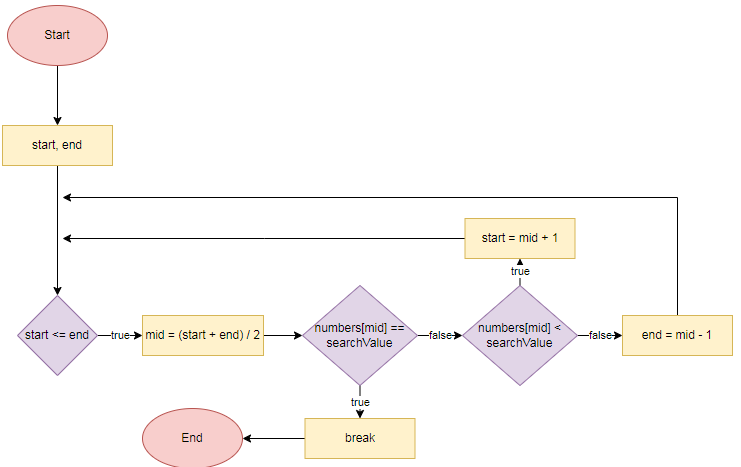 Start
start, end
start = mid + 1
true
start <= end
true
mid = (start + end) / 2
numbers[mid] ==
searchValue
false
numbers[mid] <
searchValue
false
end = mid - 1
true
End
break